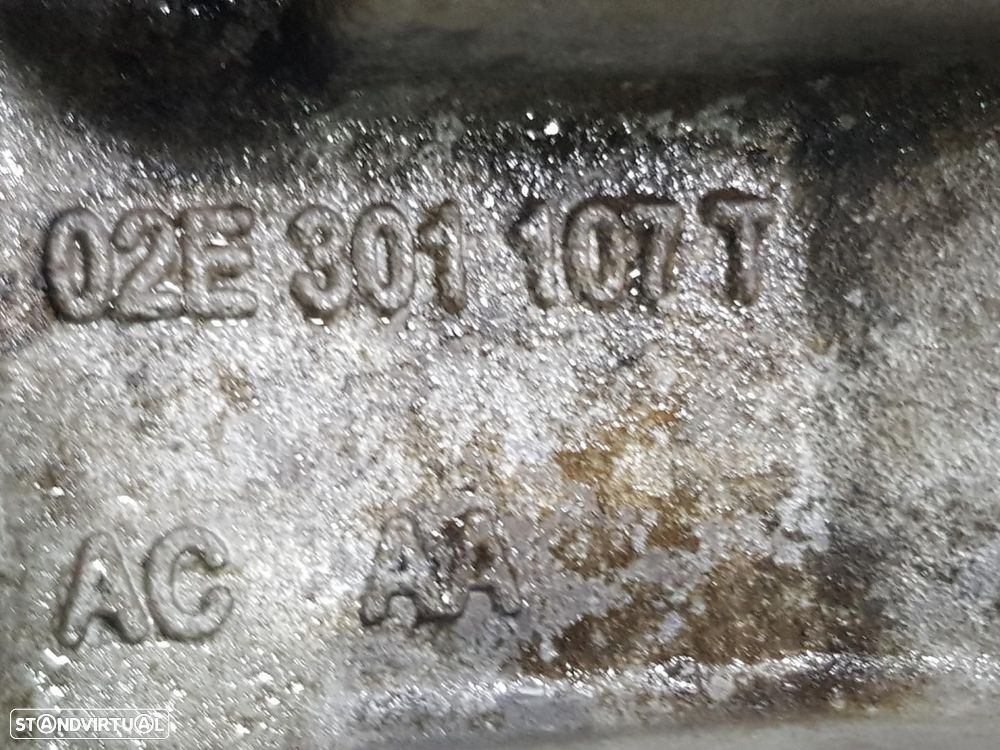 02E 301 107 T
AC AA
STANDVIRTUAL